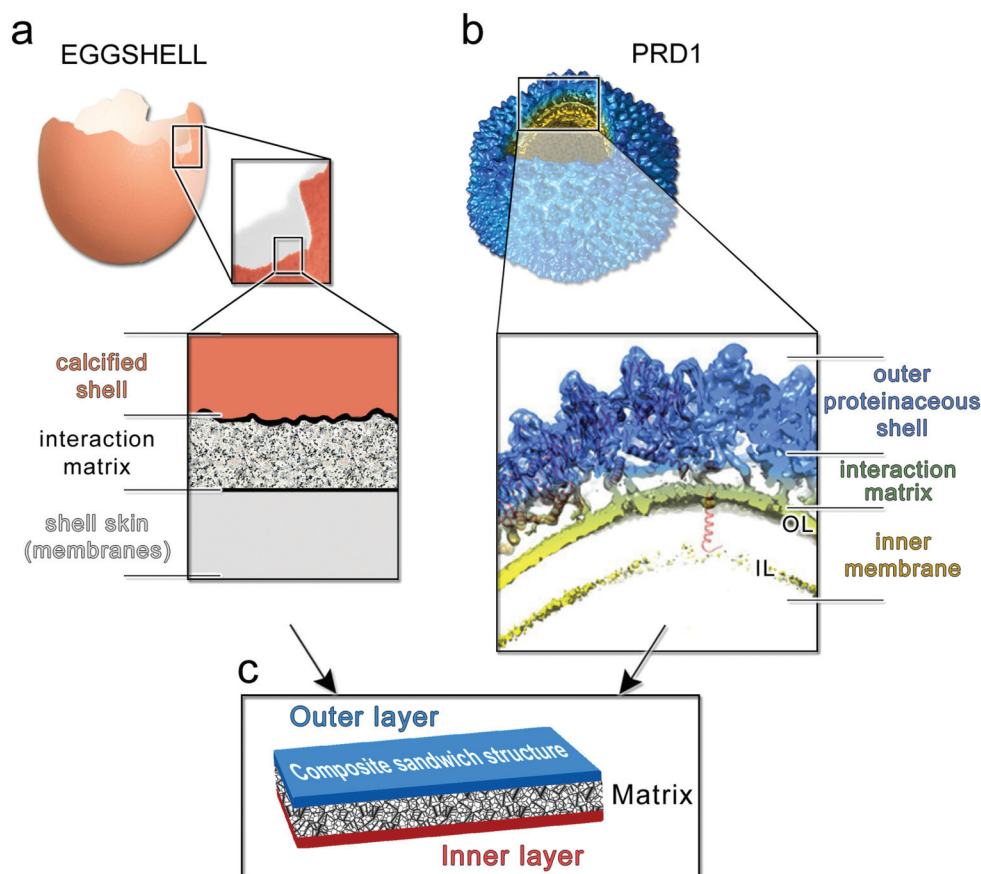 a
EGGSHELL
b
PRD1
calcified
shell
interaction
matrix
shell skin
(membranes)
outer
proteinaceous
shell
interaction
matrix
OL
inner
membrane
IL
c
Outer layer
Composite sandwich structure
Matrix
Inner layer